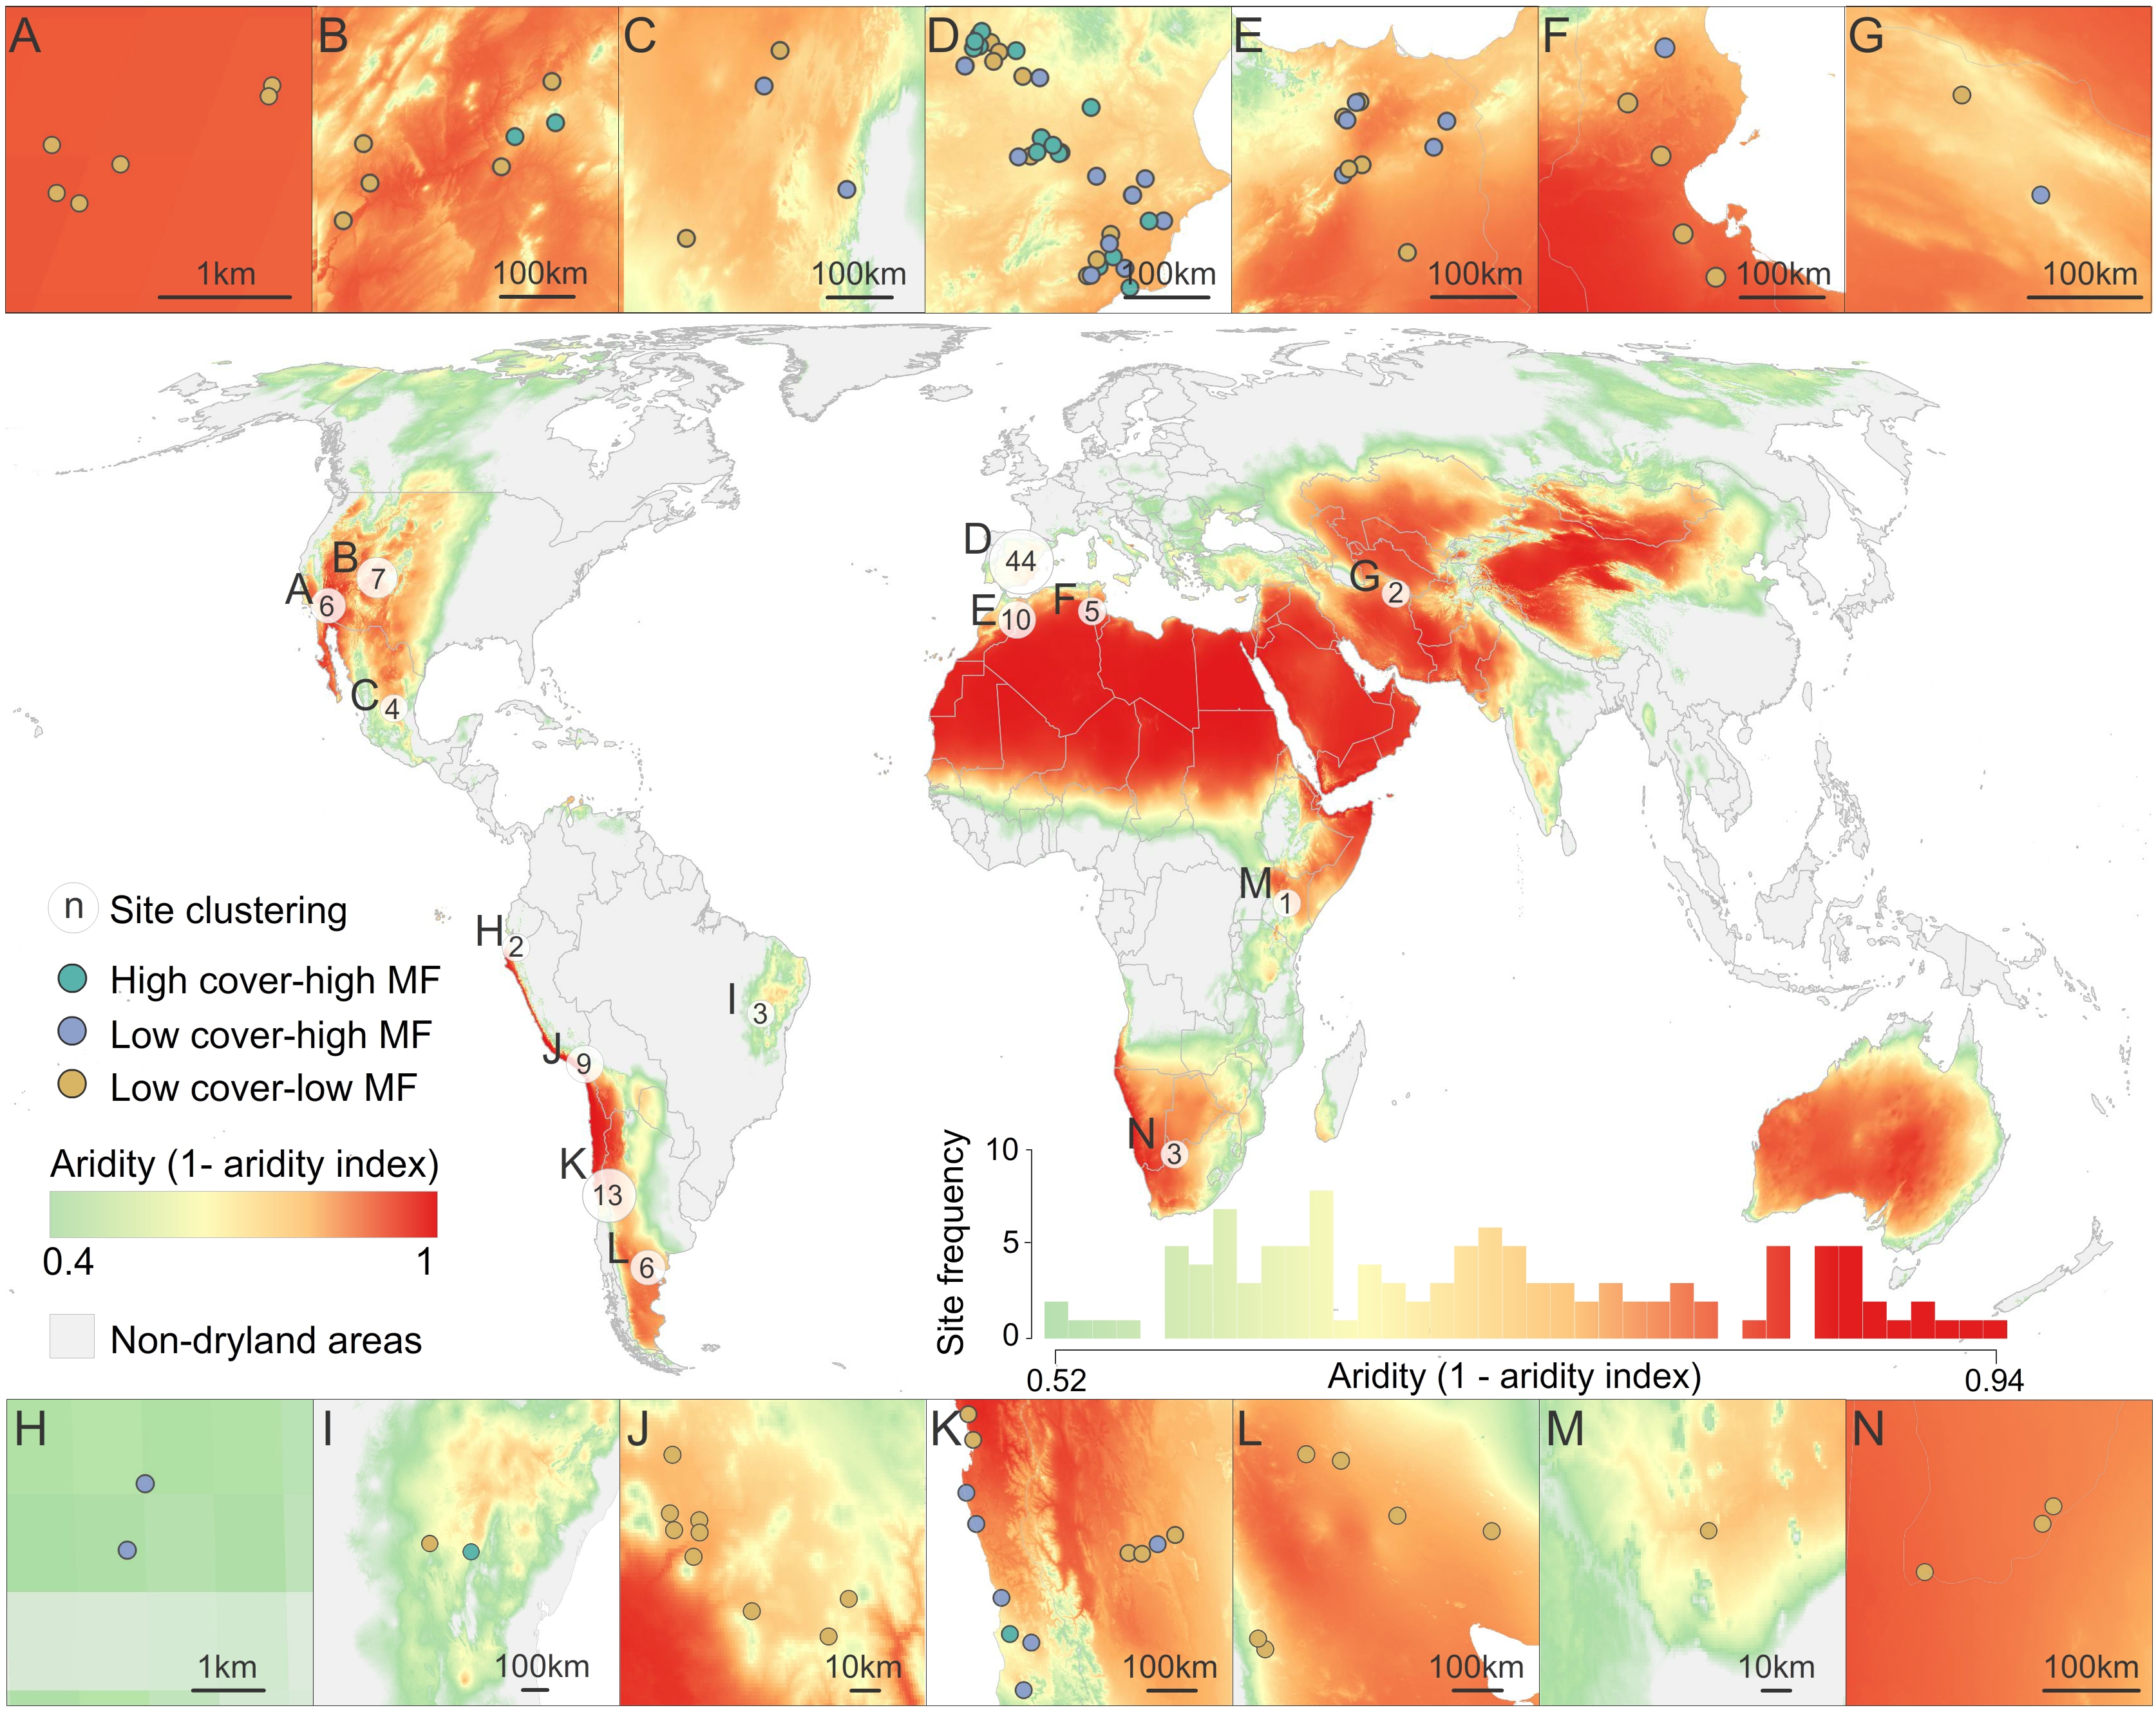 A B C D E F G
1km 100km 100km 100km 100km 100km 100km
D 44
B 7
G 2
A 6
F 5
E 10
C 4
M 1
n Site clustering
H 2
High cover-high MF
I 3
Low cover-high MF
J 9
Low cover-low MF
N 3
Aridity (1- aridity index)
0.4 1
K 13
L 6
Non-dryland areas
Site frequency
10
5
0
0.52 Aridity (1 - aridity index) 0.94
H I J K L M N
1km 100km 10km 100km 100km 10km 100km